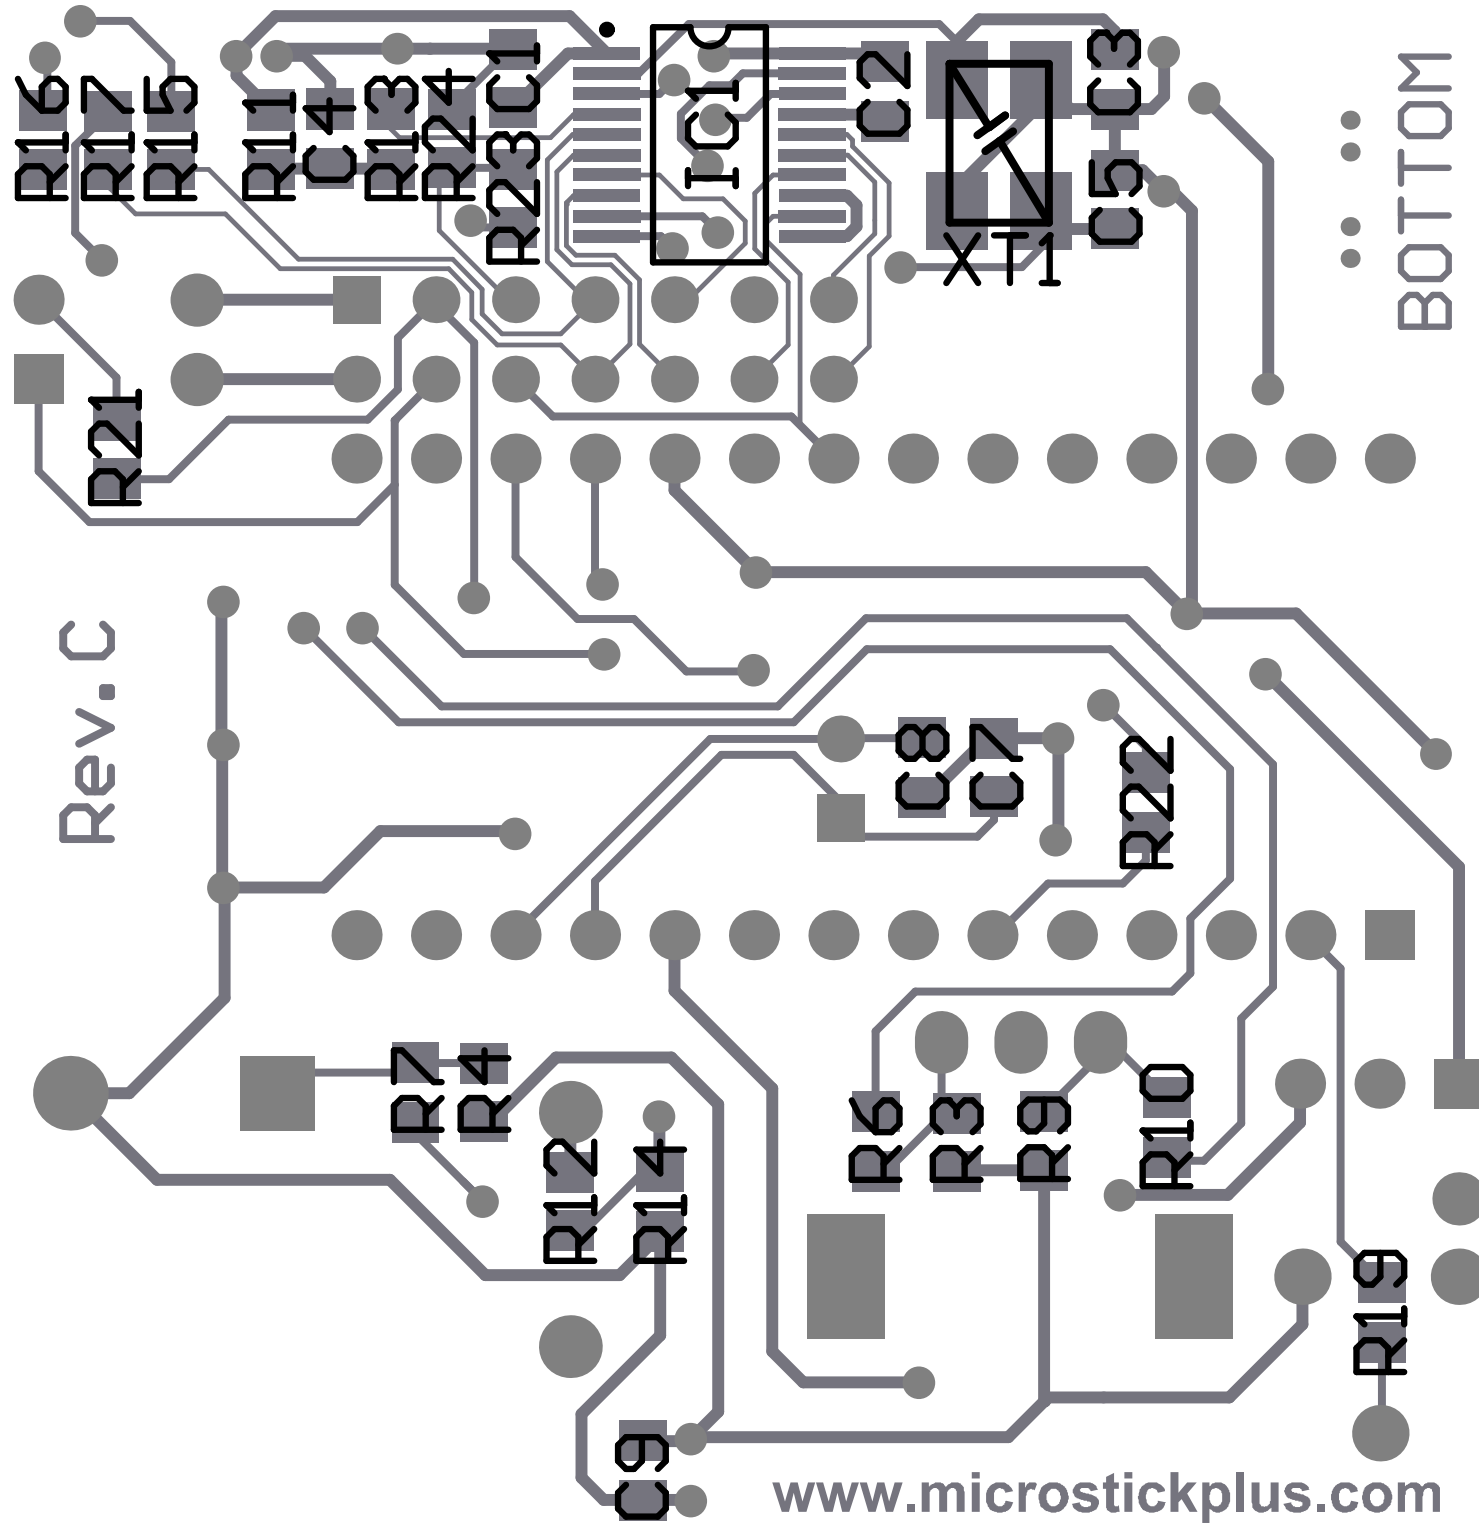 R16
R17
R15
R11
C4
R13
R24
C1
R23
IC1
C2
XT1
C3
C5
BOTTOM
R21
Rev.C
C8
C7
R22
R7
R4
R12
R14
R6
R3
R9
R10
R19
C9
www.microstickplus.com